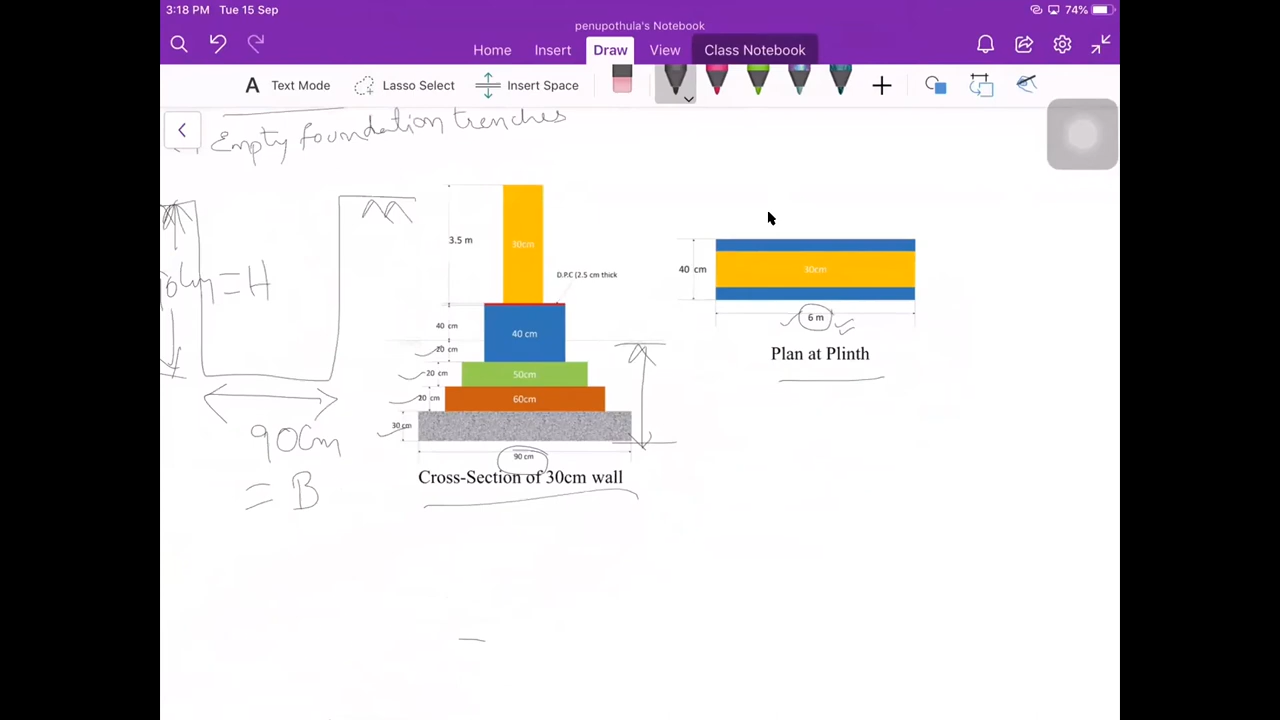 3:18 PM Tue 15 Sep
74%
penupothula's Notebook
Home Insert Draw View Class Notebook
A Text Mode Lasso Select Insert Space
Empty foundation trenches
3.5 m
30cm
D.P.C (2.5 cm thick
40 cm
40 cm
20 cm
20 cm
50cm
20 cm
60cm
30 cm
90 cm
Cross-Section of 30cm wall
= H
90cm
= B
40 cm
30cm
6 m
Plan at Plinth